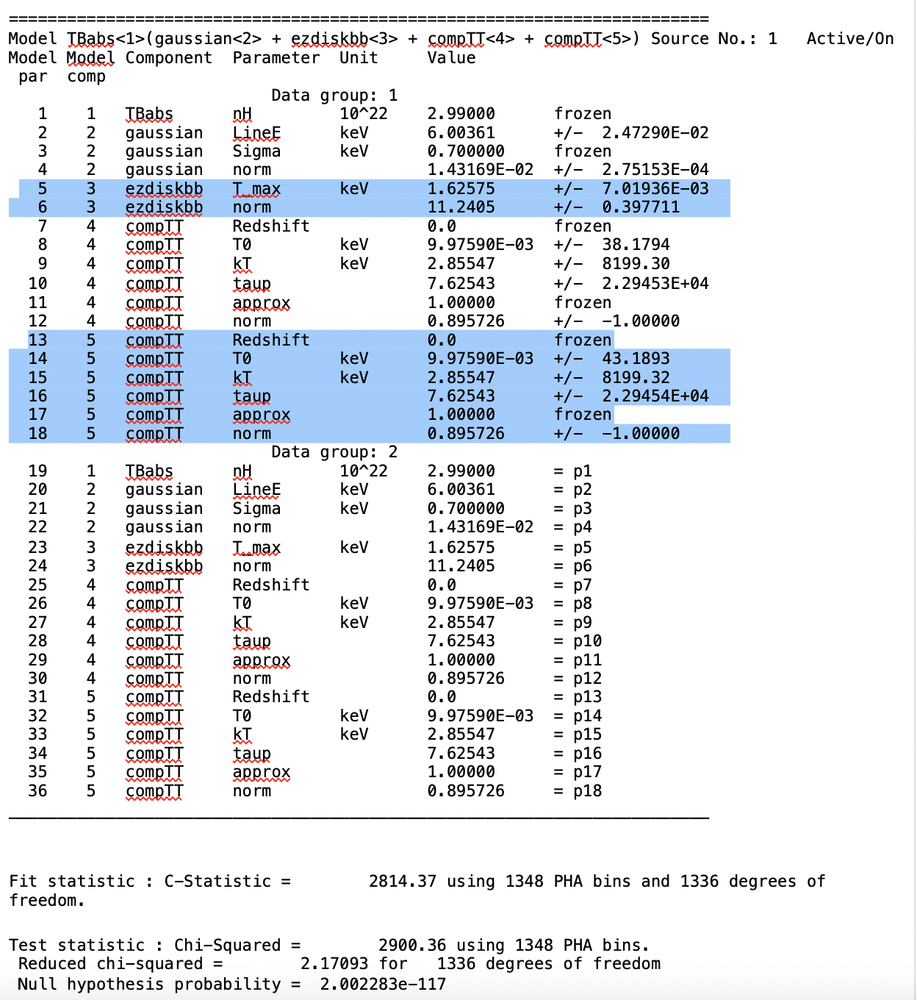 ========================================================================
Model TBabs<1>(gaussian<2> + ezdiskbb<3> + compTT<4> + compTT<5>) Source No.: 1   Active/On
Model Model Component  Parameter  Unit     Value
 par  comp
                           Data group: 1
   1    1   TBabs      nH         10^22    2.99000      frozen
   2    2   gaussian   LineE      keV      6.00361      +/-  2.47290E-02
   3    2   gaussian   Sigma      keV      0.700000     frozen
   4    2   gaussian   norm                1.43169E-02  +/-  2.75153E-04
   5    3   ezdiskbb   T_max      keV      1.62575      +/-  7.01936E-03
   6    3   ezdiskbb   norm                11.2405      +/-  0.397711
   7    4   compTT     Redshift            0.0          frozen
   8    4   compTT     T0         keV      9.97590E-03  +/-  38.1794
   9    4   compTT     kT         keV      2.85547      +/-  8199.30
  10    4   compTT     taup                7.62543      +/-  2.29453E+04
  11    4   compTT     approx              1.00000      frozen
  12    4   compTT     norm                0.895726     +/-  -1.00000
  13    5   compTT     Redshift            0.0          frozen
  14    5   compTT     T0         keV      9.97590E-03  +/-  43.1893
  15    5   compTT     kT         keV      2.85547      +/-  8199.32
  16    5   compTT     taup                7.62543      +/-  2.29454E+04
  17    5   compTT     approx              1.00000      frozen
  18    5   compTT     norm                0.895726     +/-  -1.00000
                           Data group: 2
  19    1   TBabs      nH         10^22    2.99000      = p1
  20    2   gaussian   LineE      keV      6.00361      = p2
  21    2   gaussian   Sigma      keV      0.700000     = p3
  22    2   gaussian   norm                1.43169E-02  = p4
  23    3   ezdiskbb   T_max      keV      1.62575      = p5
  24    3   ezdiskbb   norm                11.2405      = p6
  25    4   compTT     Redshift            0.0          = p7
  26    4   compTT     T0         keV      9.97590E-03  = p8
  27    4   compTT     kT         keV      2.85547      = p9
  28    4   compTT     taup                7.62543      = p10
  29    4   compTT     approx              1.00000      = p11
  30    4   compTT     norm                0.895726     = p12
  31    5   compTT     Redshift            0.0          = p13
  32    5   compTT     T0         keV      9.97590E-03  = p14
  33    5   compTT     kT         keV      2.85547      = p15
  34    5   compTT     taup                7.62543      = p16
  35    5   compTT     approx              1.00000      = p17
  36    5   compTT     norm                0.895726     = p18
________________________________________________________________________
Fit statistic : C-Statistic =        2814.37 using 1348 PHA bins and 1336 degrees of
freedom.
Test statistic : Chi-Squared =        2900.36 using 1348 PHA bins.
 Reduced chi-squared =        2.17093 for   1336 degrees of freedom
 Null hypothesis probability =  2.002283e-117